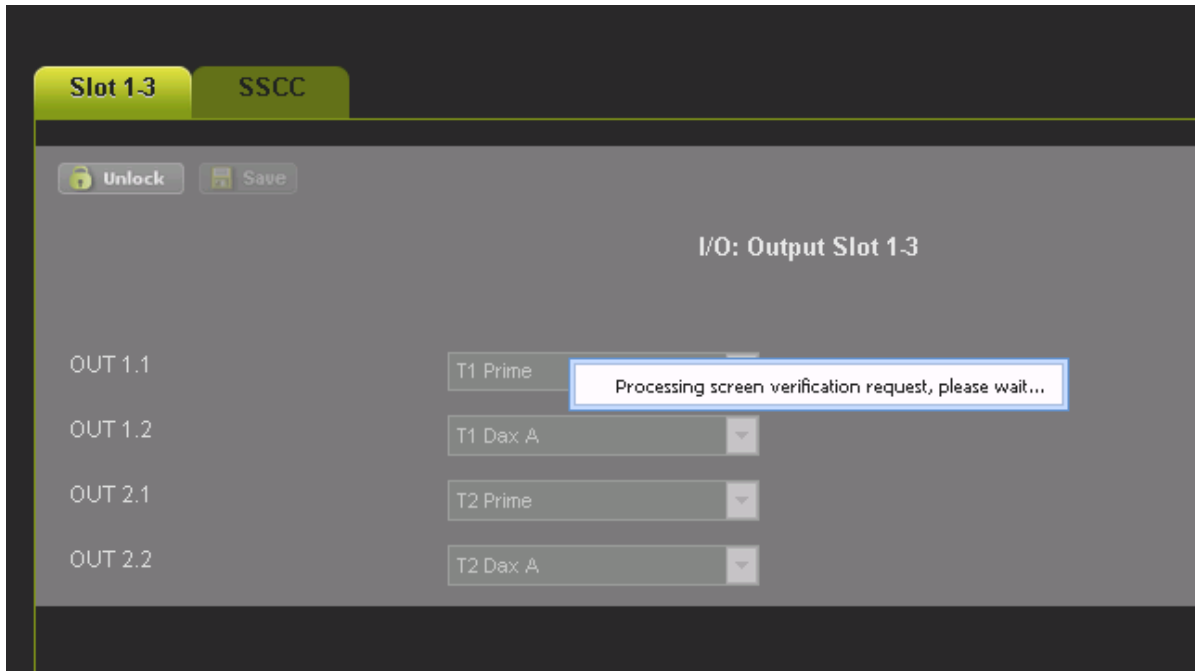 Slot 1-3 SSCC
Unlock Save
I/O: Output Slot 1-3
OUT 1.1 T1 Prime
Processing screen verification request, please wait...
OUT 1.2 T1 Dax A
OUT 2.1 T2 Prime
OUT 2.2 T2 Dax A